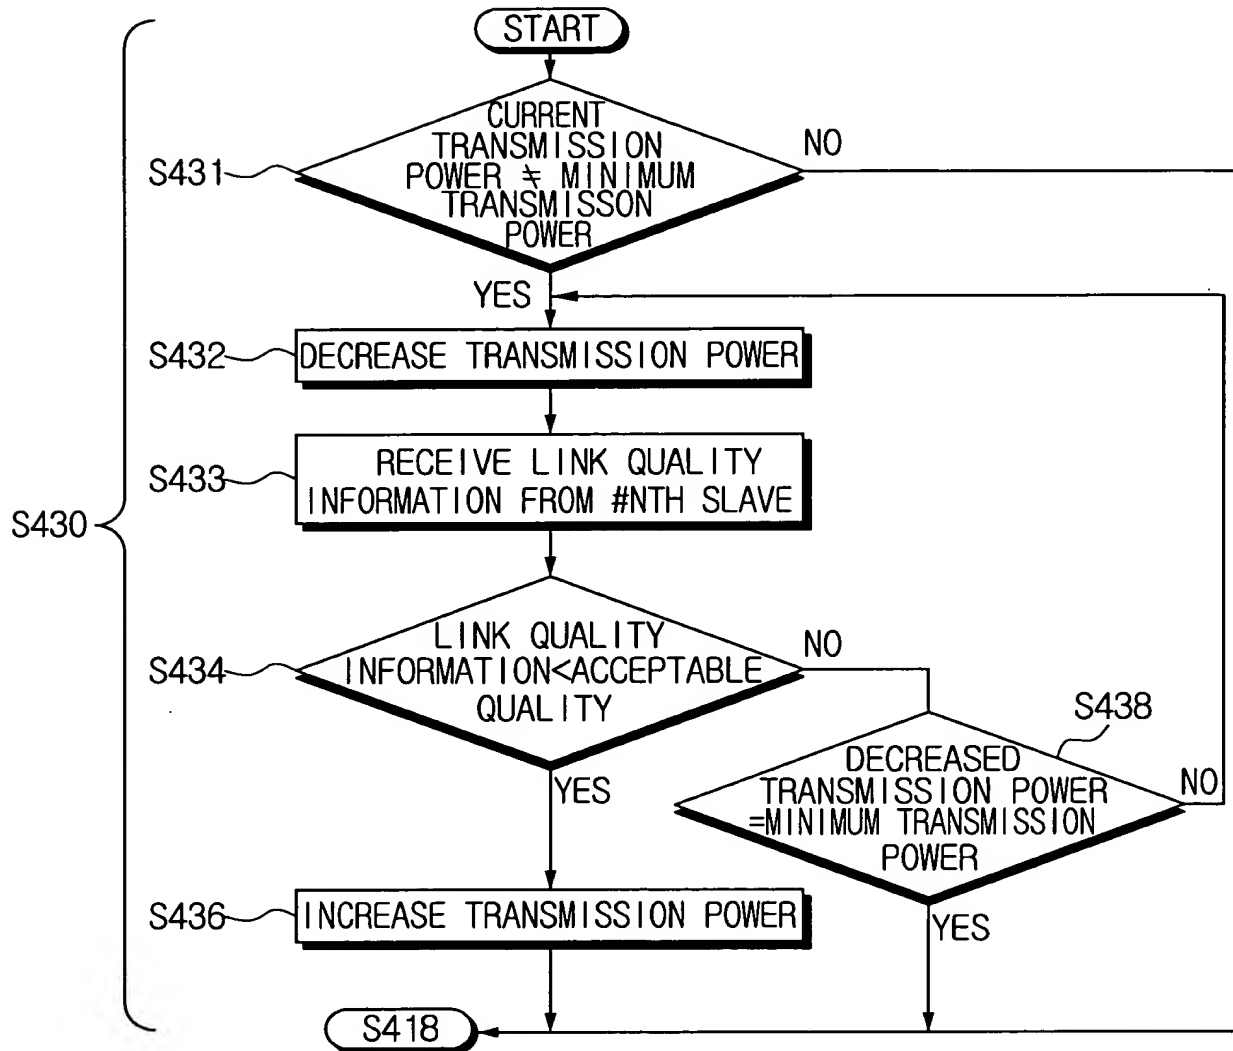 START
CURRENT
TRANSMISSION
POWER ≠ MINIMUM
TRANSMISSON
POWER
NO
S431
YES
S432
DECREASE TRANSMISSION POWER
S433
RECEIVE LINK QUALITY
INFORMATION FROM #NTH SLAVE
S430
LINK QUALITY
INFORMATION<ACCEPTABLE
QUALITY
NO
S434
YES
S438
DECREASED
TRANSMISSION POWER
=MINIMUM TRANSMISSION
POWER
NO
YES
S436
INCREASE TRANSMISSION POWER
S418